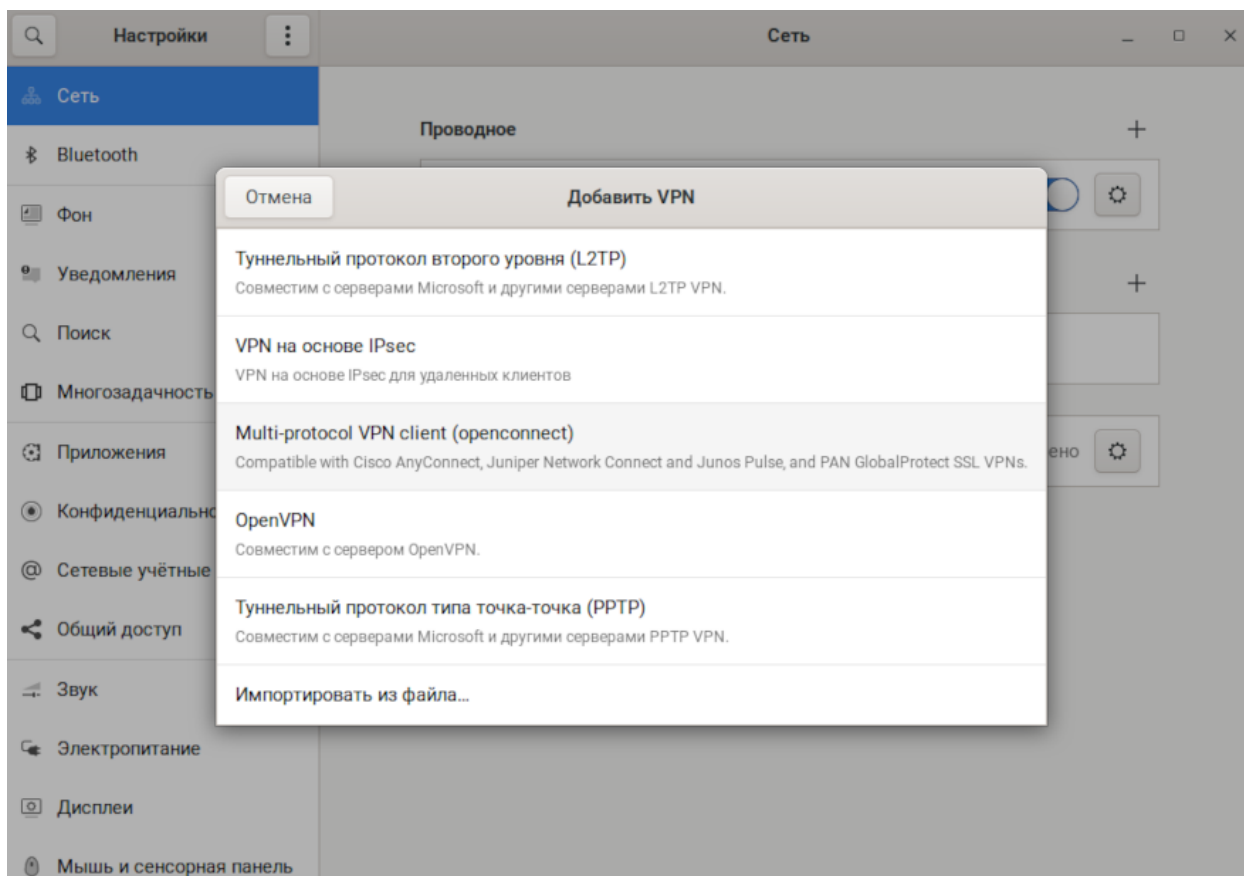 Настройки
Сеть
Сеть
Проводное
Bluetooth
Отмена
Добавить VPN
Фон
Туннельный протокол второго уровня (L2TP)
Совместим с серверами Microsoft и другими серверами L2TP VPN.
Уведомления
Поиск
VPN на основе IPsec
VPN на основе IPsec для удаленных клиентов
Многозадачность
Multi-protocol VPN client (openconnect)
Compatible with Cisco AnyConnect, Juniper Network Connect and Junos Pulse, and PAN GlobalProtect SSL VPNs.
Приложения
ено
Конфиденциально
OpenVPN
Совместим с сервером OpenVPN.
Сетевые учётные
Туннельный протокол типа точка-точка (PPTP)
Совместим с серверами Microsoft и другими серверами PPTP VPN.
Общий доступ
Звук
Импортировать из файла...
Электропитание
Дисплеи
Мышь и сенсорная панель